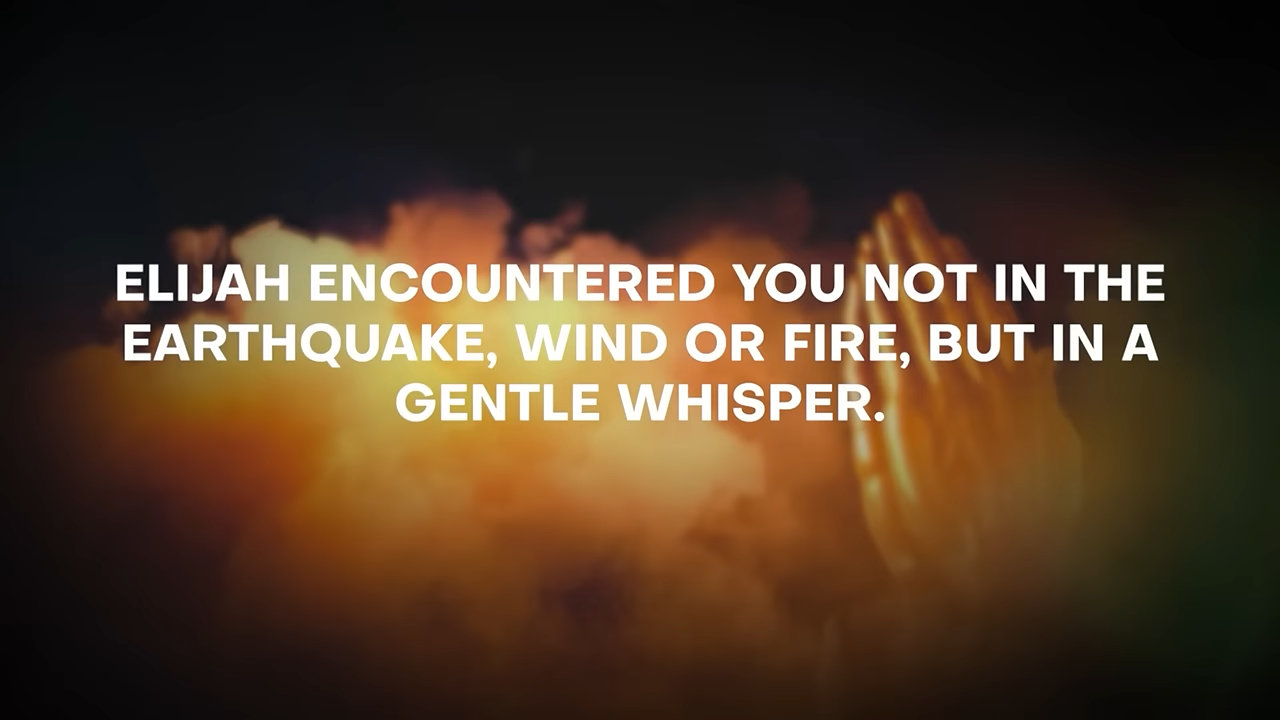 ELIJAH ENCOUNTERED YOU NOT IN THE
EARTHQUAKE, WIND OR FIRE, BUT IN A
GENTLE WHISPER.